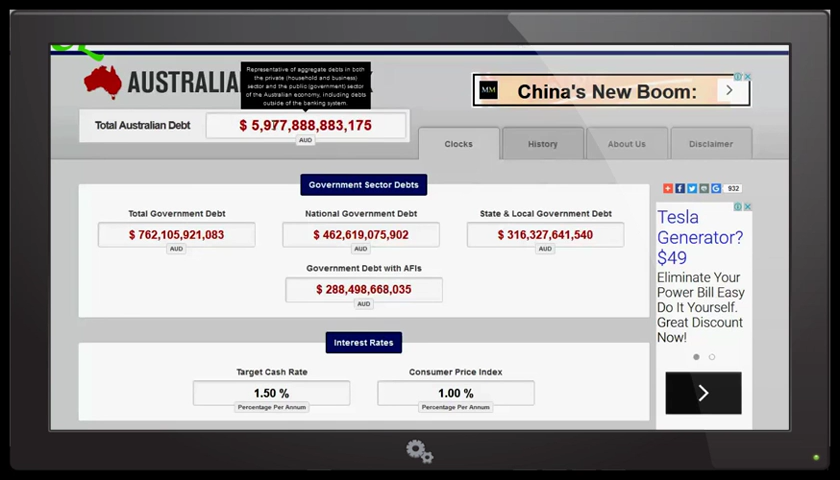 Representative of aggregate debts in both
the private (household and business)
sector and the public (government) sector
of the Australian economy, including debts
outside of the banking system.
AUSTRALIA
Total Australian Debt
$ 5,977,888,883,175
AUD
MM
China's New Boom:
Clocks
History
About Us
Disclaimer
Government Sector Debts
Total Government Debt
National Government Debt
State & Local Government Debt
$ 762,105,921,083
$ 462,619,075,902
$ 316,327,641,540
AUD
AUD
AUD
Government Debt with AFIs
$ 288,498,668,035
AUD
Interest Rates
Target Cash Rate
Consumer Price Index
1.50 %
1.00 %
Percentage Per Annum
Percentage Per Annum
932
Tesla
Generator?
$49
Eliminate Your
Power Bill Easy
Do It Yourself.
Great Discount
Now!